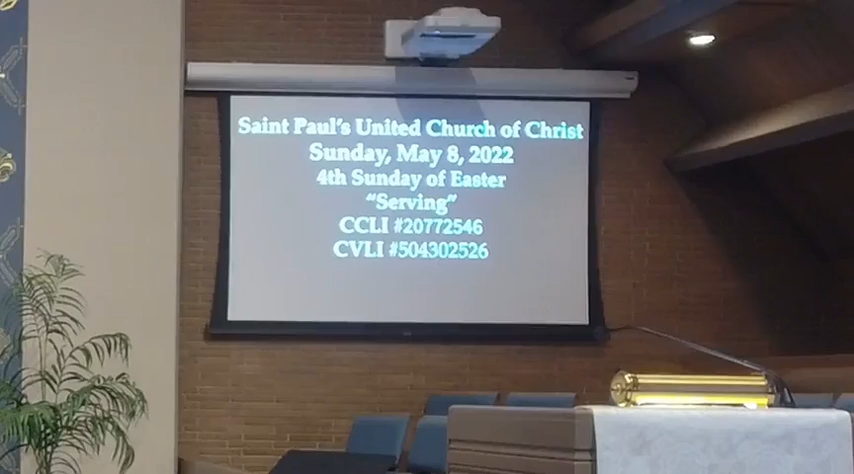 Saint Paul's United Church of Christ
Sunday, May 8, 2022
4th Sunday of Easter
“Serving”
CCLI #20772546
CVLI #504302526